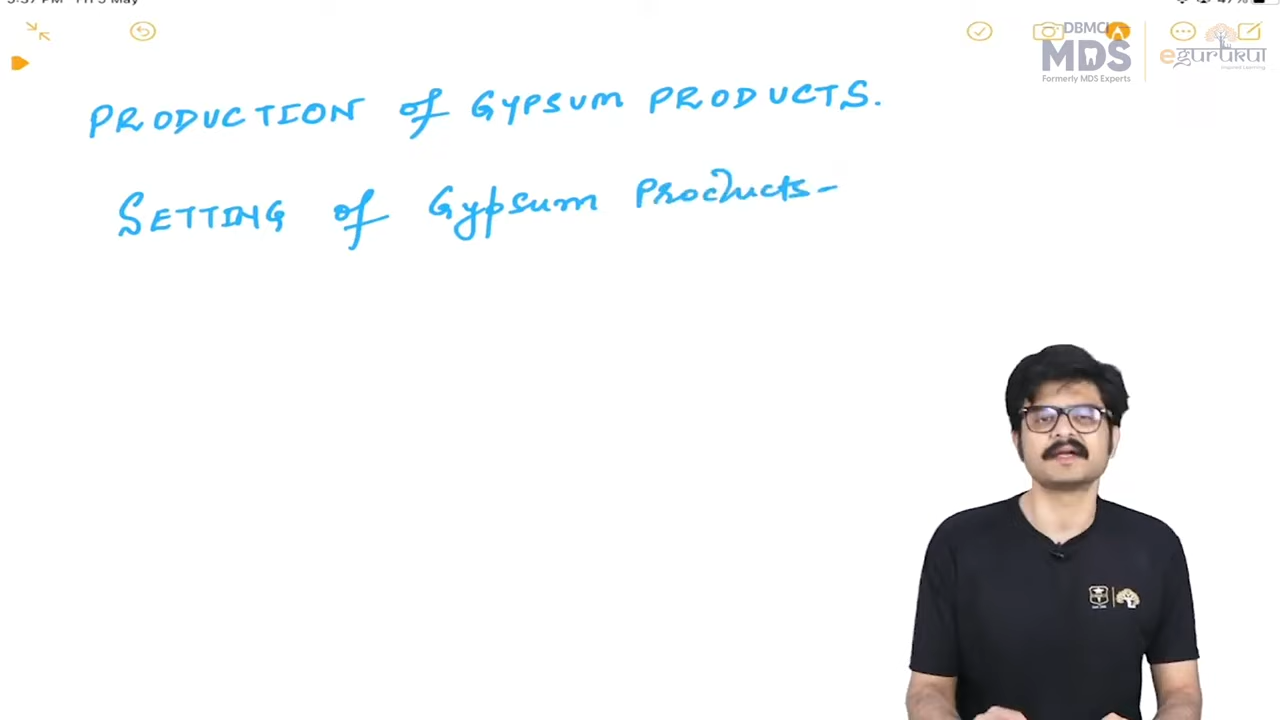 DBMCI
MDS
Formerly MDS Experts
egurukul
PRODUCTION of GYPSUM PRODUCTS.
SETTING of Gypsum Products-